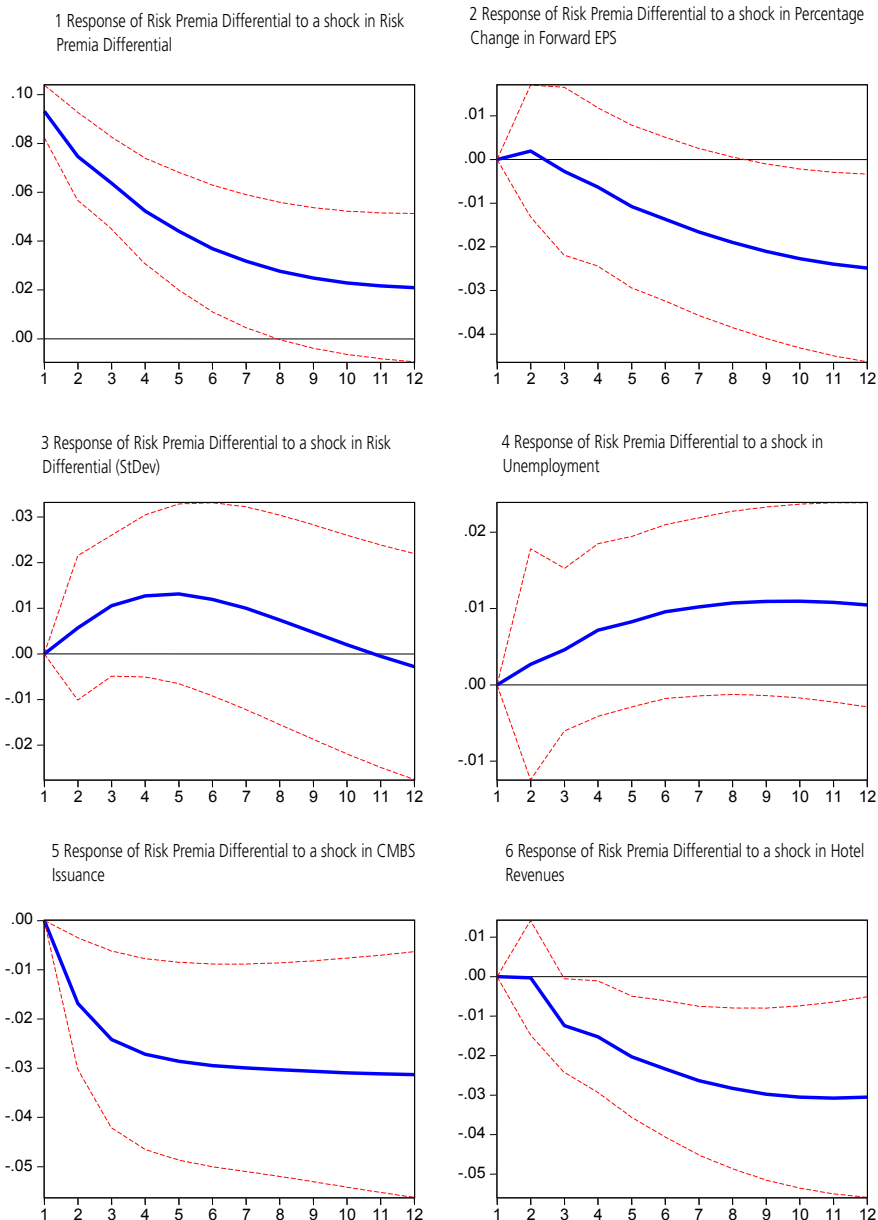 1 Response of Risk Premia Differential to a shock in Risk
Premia Differential
.10
.08
.06
.04
.02
.00
1 2 3 4 5 6 7 8 9 10 11 12
2 Response of Risk Premia Differential to a shock in Percentage
Change in Forward EPS
.01
.00
-.01
-.02
-.03
-.04
1 2 3 4 5 6 7 8 9 10 11 12
3 Response of Risk Premia Differential to a shock in Risk
Differential (StDev)
.03
.02
.01
.00
-.01
-.02
1 2 3 4 5 6 7 8 9 10 11 12
4 Response of Risk Premia Differential to a shock in
Unemployment
.02
.01
.00
-.01
1 2 3 4 5 6 7 8 9 10 11 12
5 Response of Risk Premia Differential to a shock in CMBS
Issuance
.00
-.01
-.02
-.03
-.04
-.05
1 2 3 4 5 6 7 8 9 10 11 12
6 Response of Risk Premia Differential to a shock in Hotel
Revenues
.01
.00
-.01
-.02
-.03
-.04
-.05
1 2 3 4 5 6 7 8 9 10 11 12